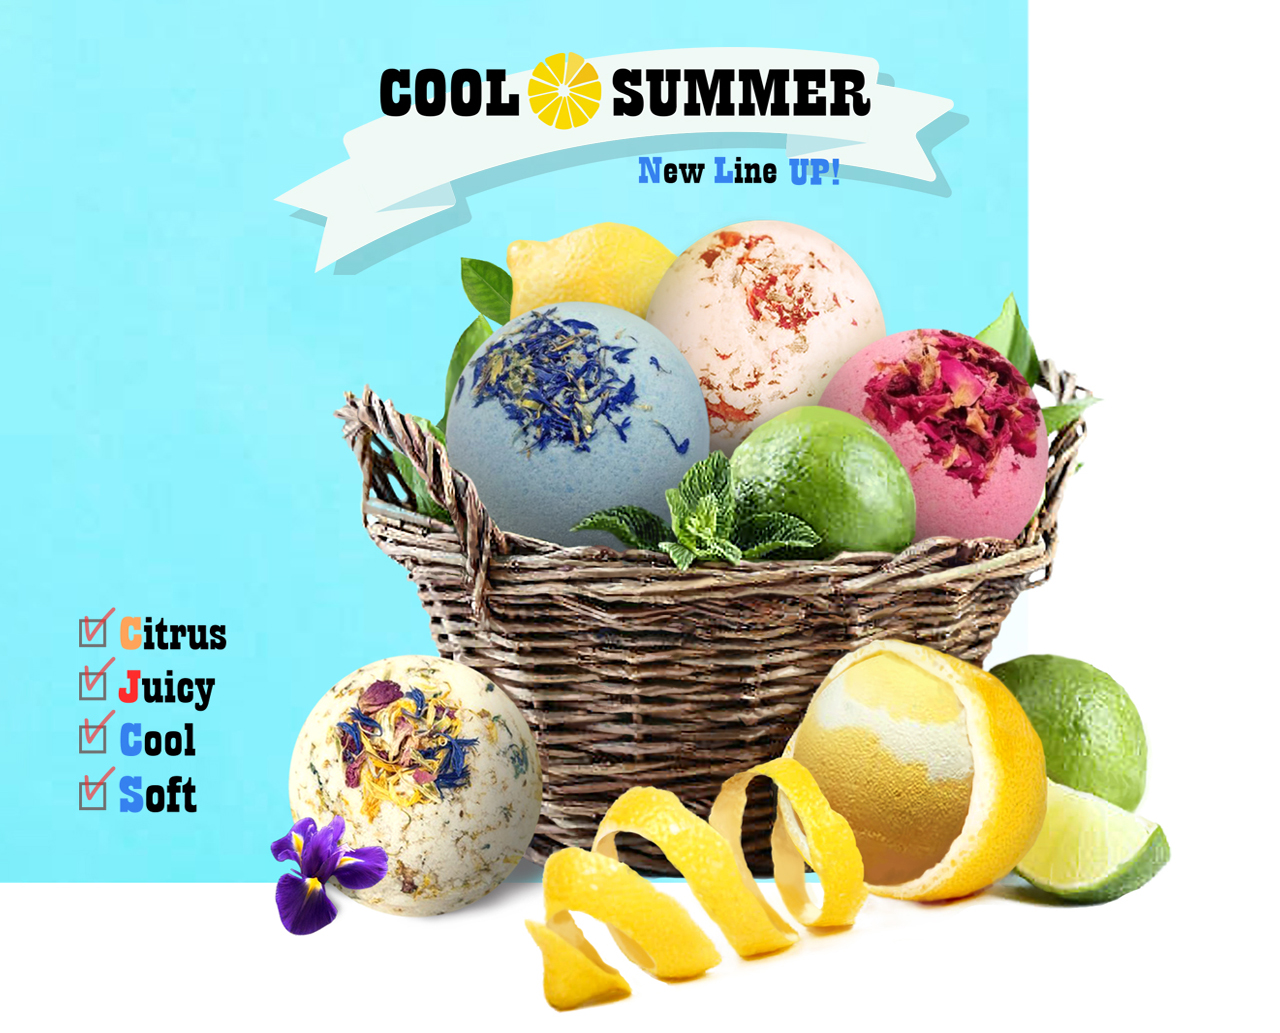 COOL SUMMER
New Line UP!
Citrus
Juicy
Cool
Soft